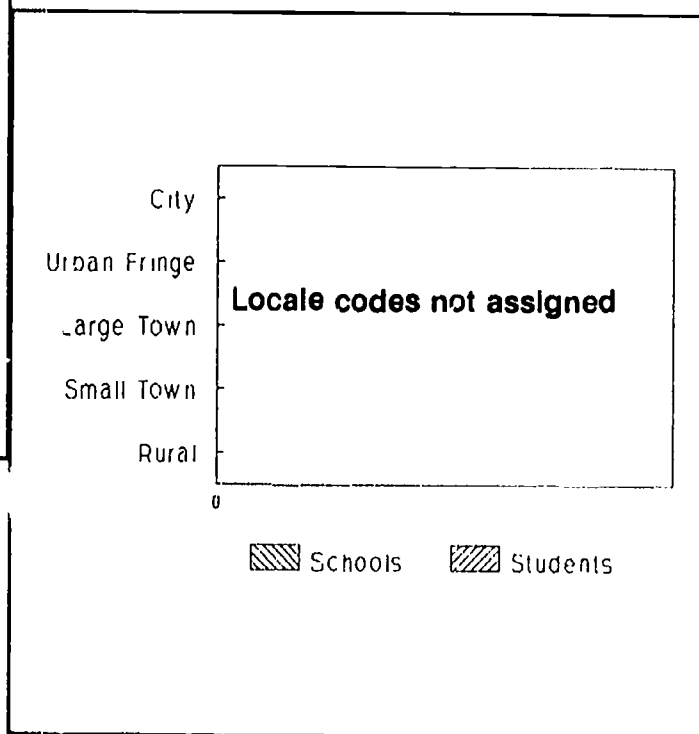 City
Urban Fringe
Locale codes not assigned
Large Town
Small Town
Rural
0
Schools Students